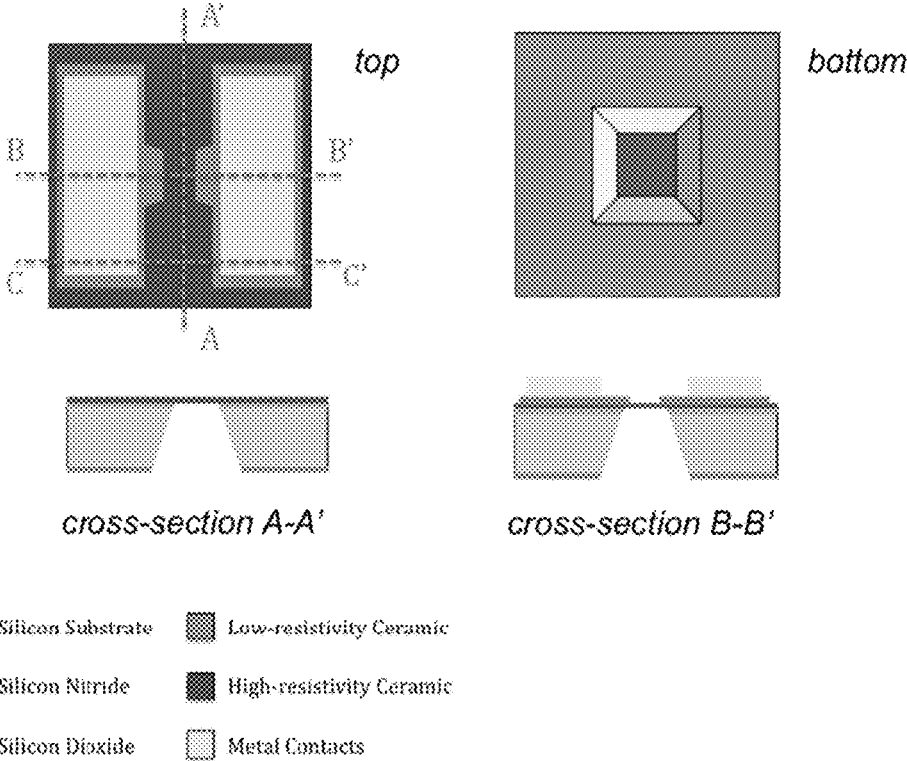 A'
top
bottom
B
B'
C
C'
A
cross-section A-A'
cross-section B-B'
Silicon Substrate
Low-resistivity Ceramic
Silicon Nitride
High-resistivity Ceramic
Silicon Dioxide
Metal Contacts